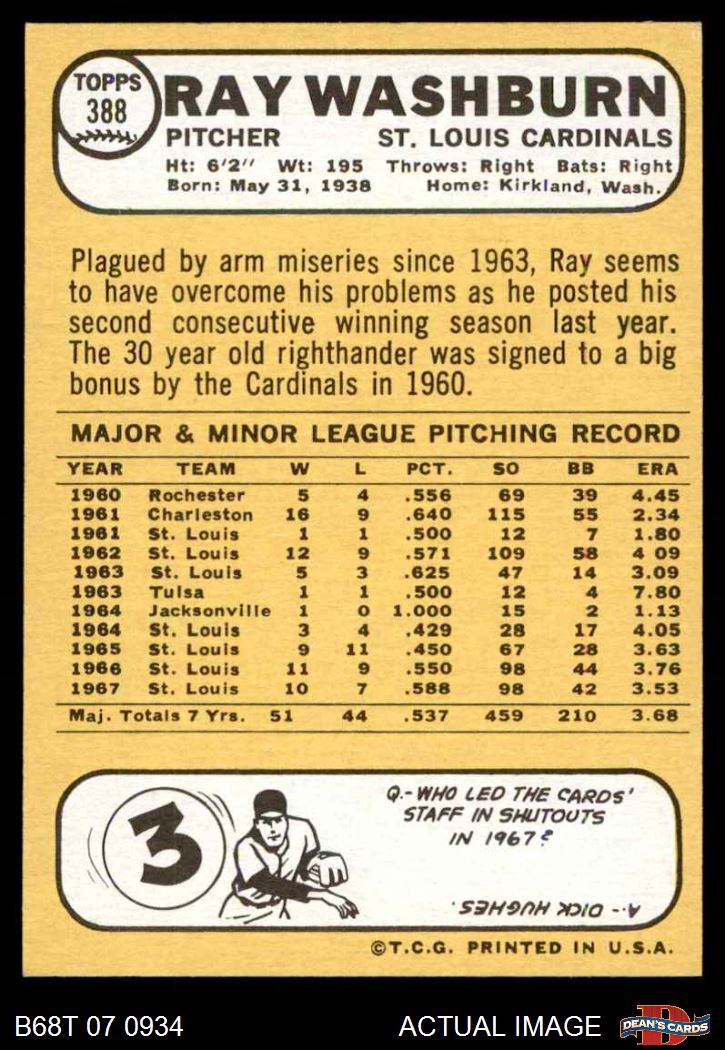 TOPPS
388
RAY WASHBURN
PITCHER ST. LOUIS CARDINALS
Ht: 6'2" Wt: 195 Throws: Right Bats: Right
Born: May 31, 1938 Home: Kirkland, Wash.
Plagued by arm miseries since 1963, Ray seems
to have overcome his problems as he posted his
second consecutive winning season last year.
The 30 year old righthander was signed to a big
bonus by the Cardinals in 1960.
MAJOR & MINOR LEAGUE PITCHING RECORD
YEAR TEAM W L PCT. SO BB ERA
1960 Rochester 5 4 .556 69 39 4.45
1961 Charleston 16 9 .640 115 55 2.34
1961 St. Louis 1 1 .500 12 7 1.80
1962 St. Louis 12 9 .571 109 58 4 09
1963 St. Louis 5 3 .625 47 14 3.09
1963 Tulsa 1 1 .500 12 4 7.80
1964 Jacksonville 1 0 1.000 15 2 1.13
1964 St. Louis 3 4 .429 28 17 4.05
1965 St. Louis 9 11 .450 67 28 3.63
1966 St. Louis 11 9 .550 98 44 3.76
1967 St. Louis 10 7 .588 98 42 3.53
Maj. Totals 7 Yrs. 51 44 .537 459 210 3.68
3
Q.- WHO LED THE CARDS'
STAFF IN SHUTOUTS
IN 1967?
A.- DICK HUGHES.
©T.C.G. PRINTED IN U.S.A.
B68T 07 0934 ACTUAL IMAGE D DEAN'S CARDS